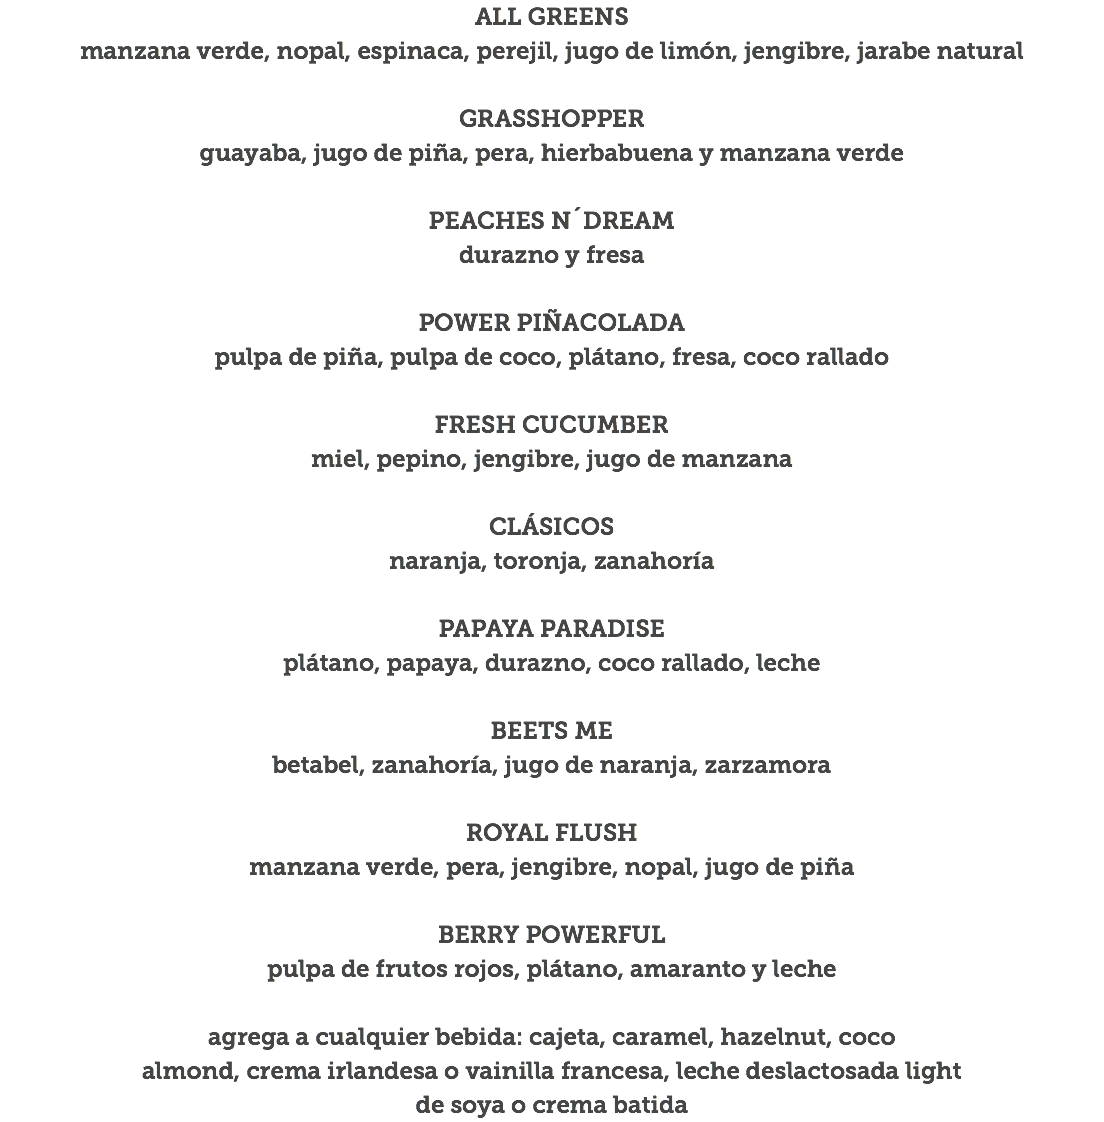 ALL GREENS
manzana verde, nopal, espinaca, perejil, jugo de limón, jengibre, jarabe natural
GRASSHOPPER
guayaba, jugo de piña, pera, hierbabuena y manzana verde
PEACHES N´DREAM
durazno y fresa
POWER PIÑACOLADA
pulpa de piña, pulpa de coco, plátano, fresa, coco rallado
FRESH CUCUMBER
miel, pepino, jengibre, jugo de manzana
CLÁSICOS
naranja, toronja, zanahoría
PAPAYA PARADISE
plátano, papaya, durazno, coco rallado, leche
BEETS ME
betabel, zanahoría, jugo de naranja, zarzamora
ROYAL FLUSH
manzana verde, pera, jengibre, nopal, jugo de piña
BERRY POWERFUL
pulpa de frutos rojos, plátano, amaranto y leche
agrega a cualquier bebida: cajeta, caramel, hazelnut, coco
almond, crema irlandesa o vainilla francesa, leche deslactosada light
de soya o crema batida